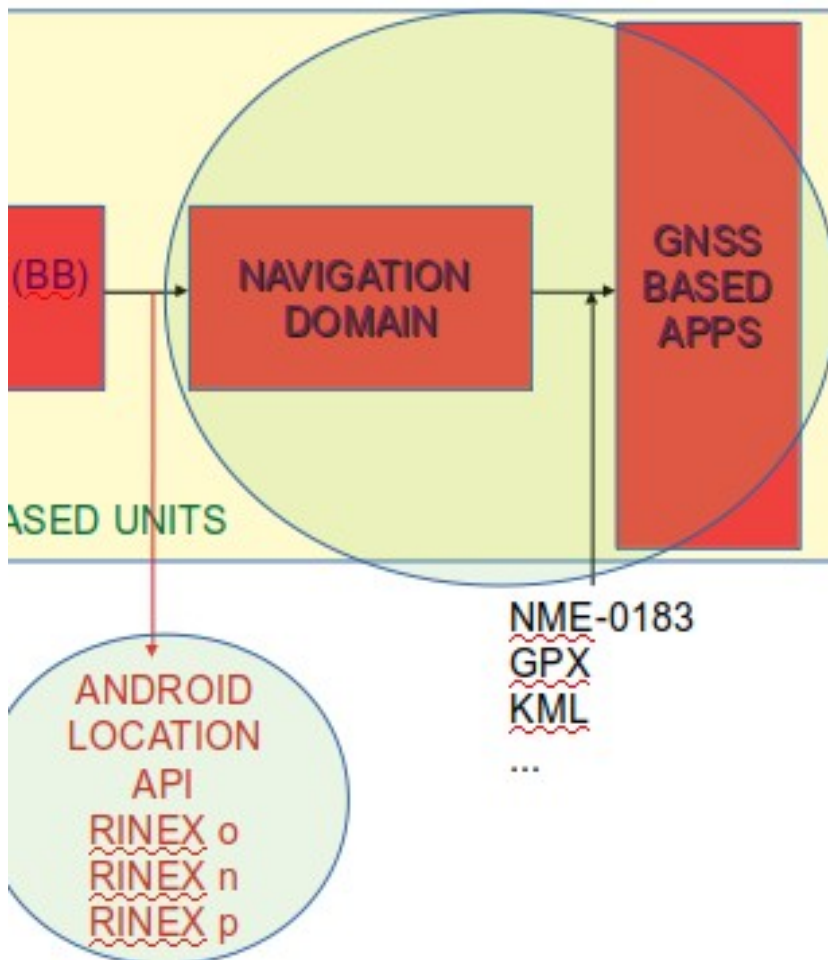 (BB)
NAVIGATION
DOMAIN
GNSS
BASED
APPS
ASED UNITS
NME-0183
GPX
KML
...
ANDROID
LOCATION
API
RINEX o
RINEX n
RINEX p